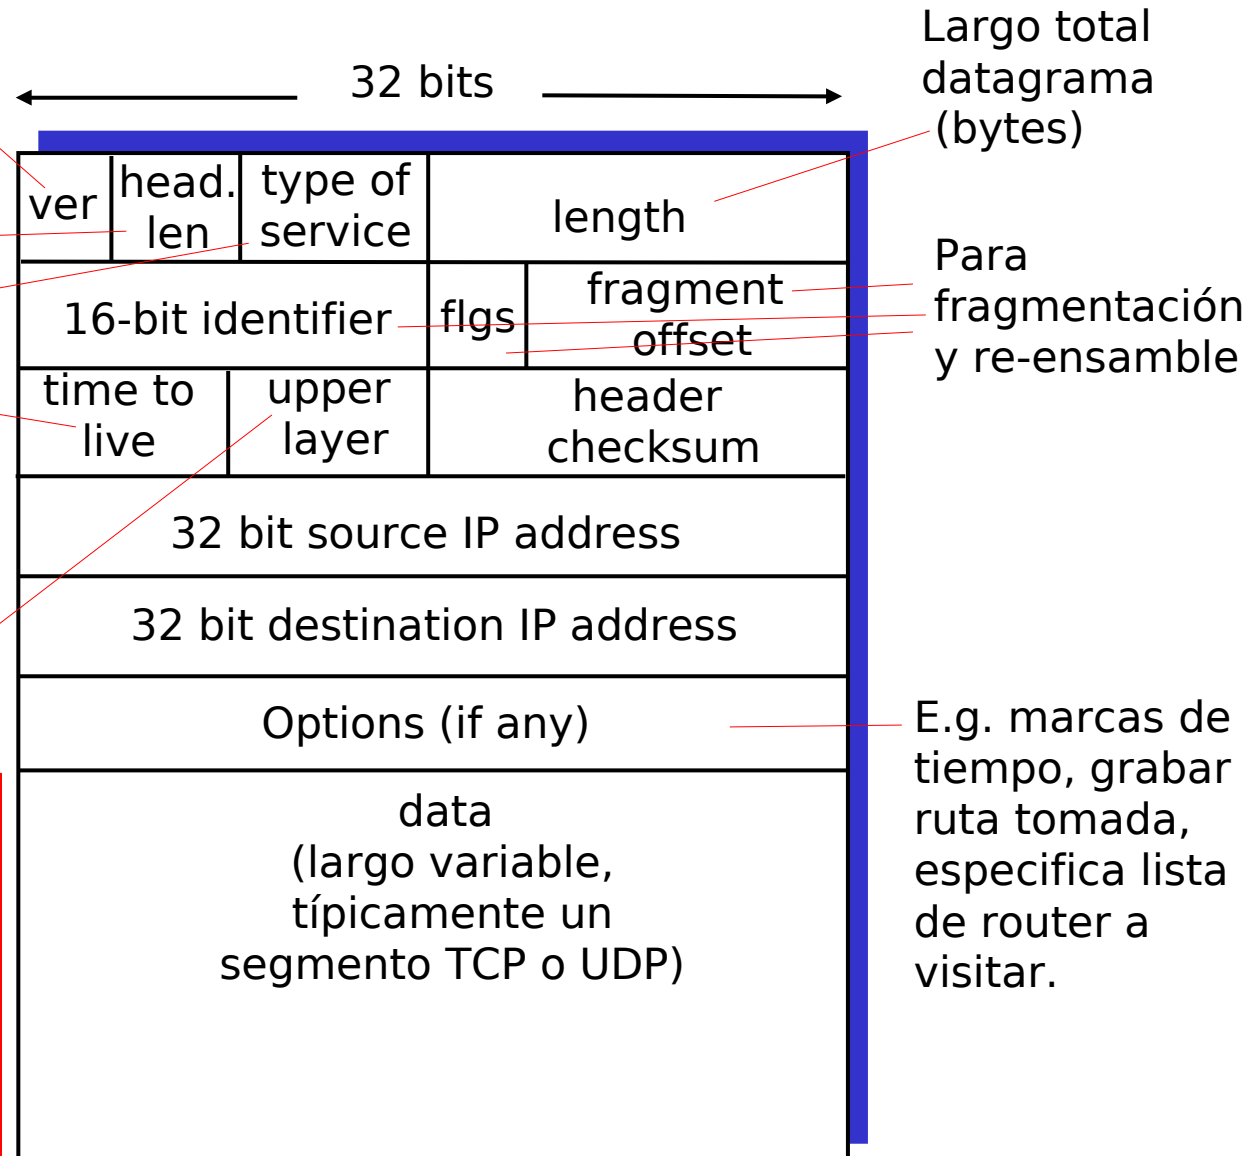 Largo total
datagrama
(bytes)
32 bits
ver
head.
len
type of
service
length
Para
fragmentación
y re-ensamble
16-bit identifier
flgs
fragment
offset
time to
live
upper
layer
header
checksum
32 bit source IP address
32 bit destination IP address
Options (if any)
E.g. marcas de
tiempo, grabar
ruta tomada,
especifica lista
de router a
visitar.
data
(largo variable,
típicamente un
segmento TCP o UDP)